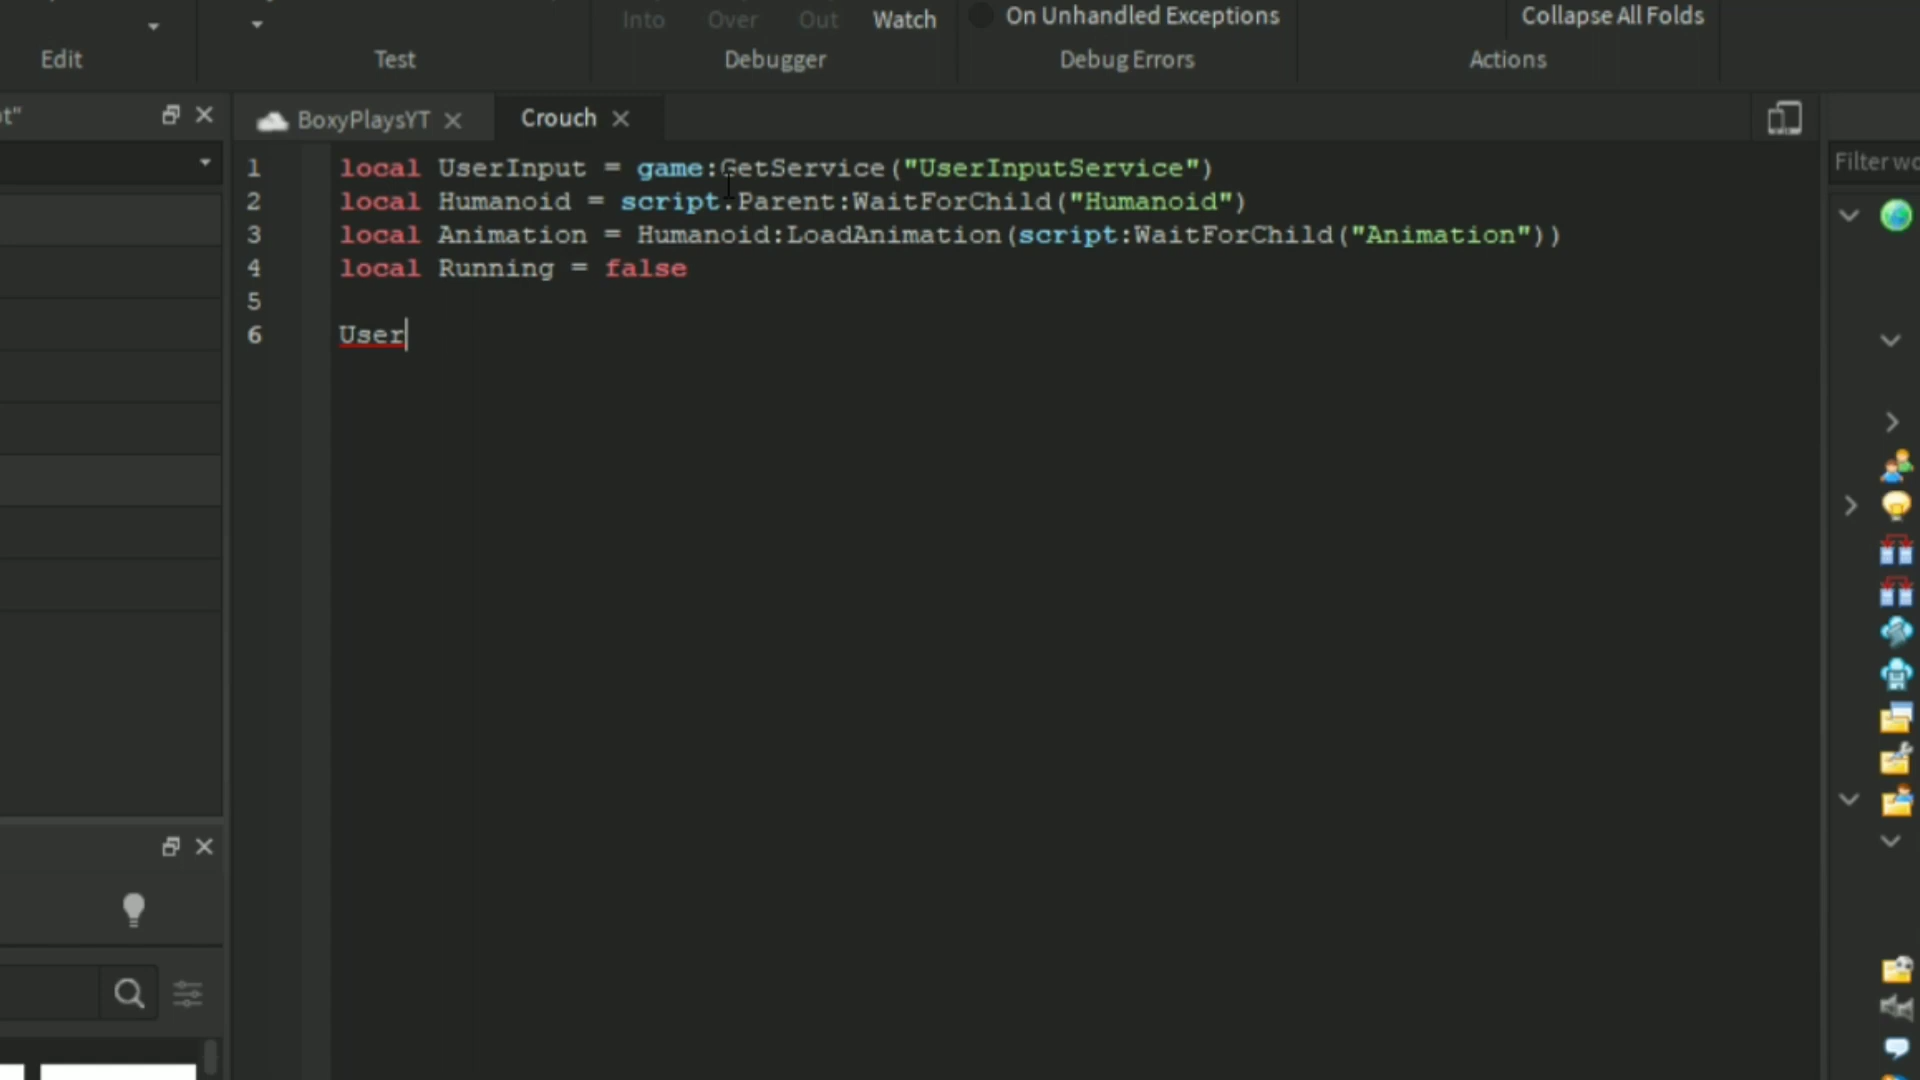 Into Over Out Watch On Unhandled Exceptions Collapse All Folds
Edit Test Debugger Debug Errors Actions
BoxyPlaysYT Crouch
Filter
1 local UserInput = game:GetService("UserInputService")
2 local Humanoid = script.Parent:WaitForChild("Humanoid")
3 local Animation = Humanoid:LoadAnimation(script:WaitForChild("Animation"))
4 local Running = false
5
6 User